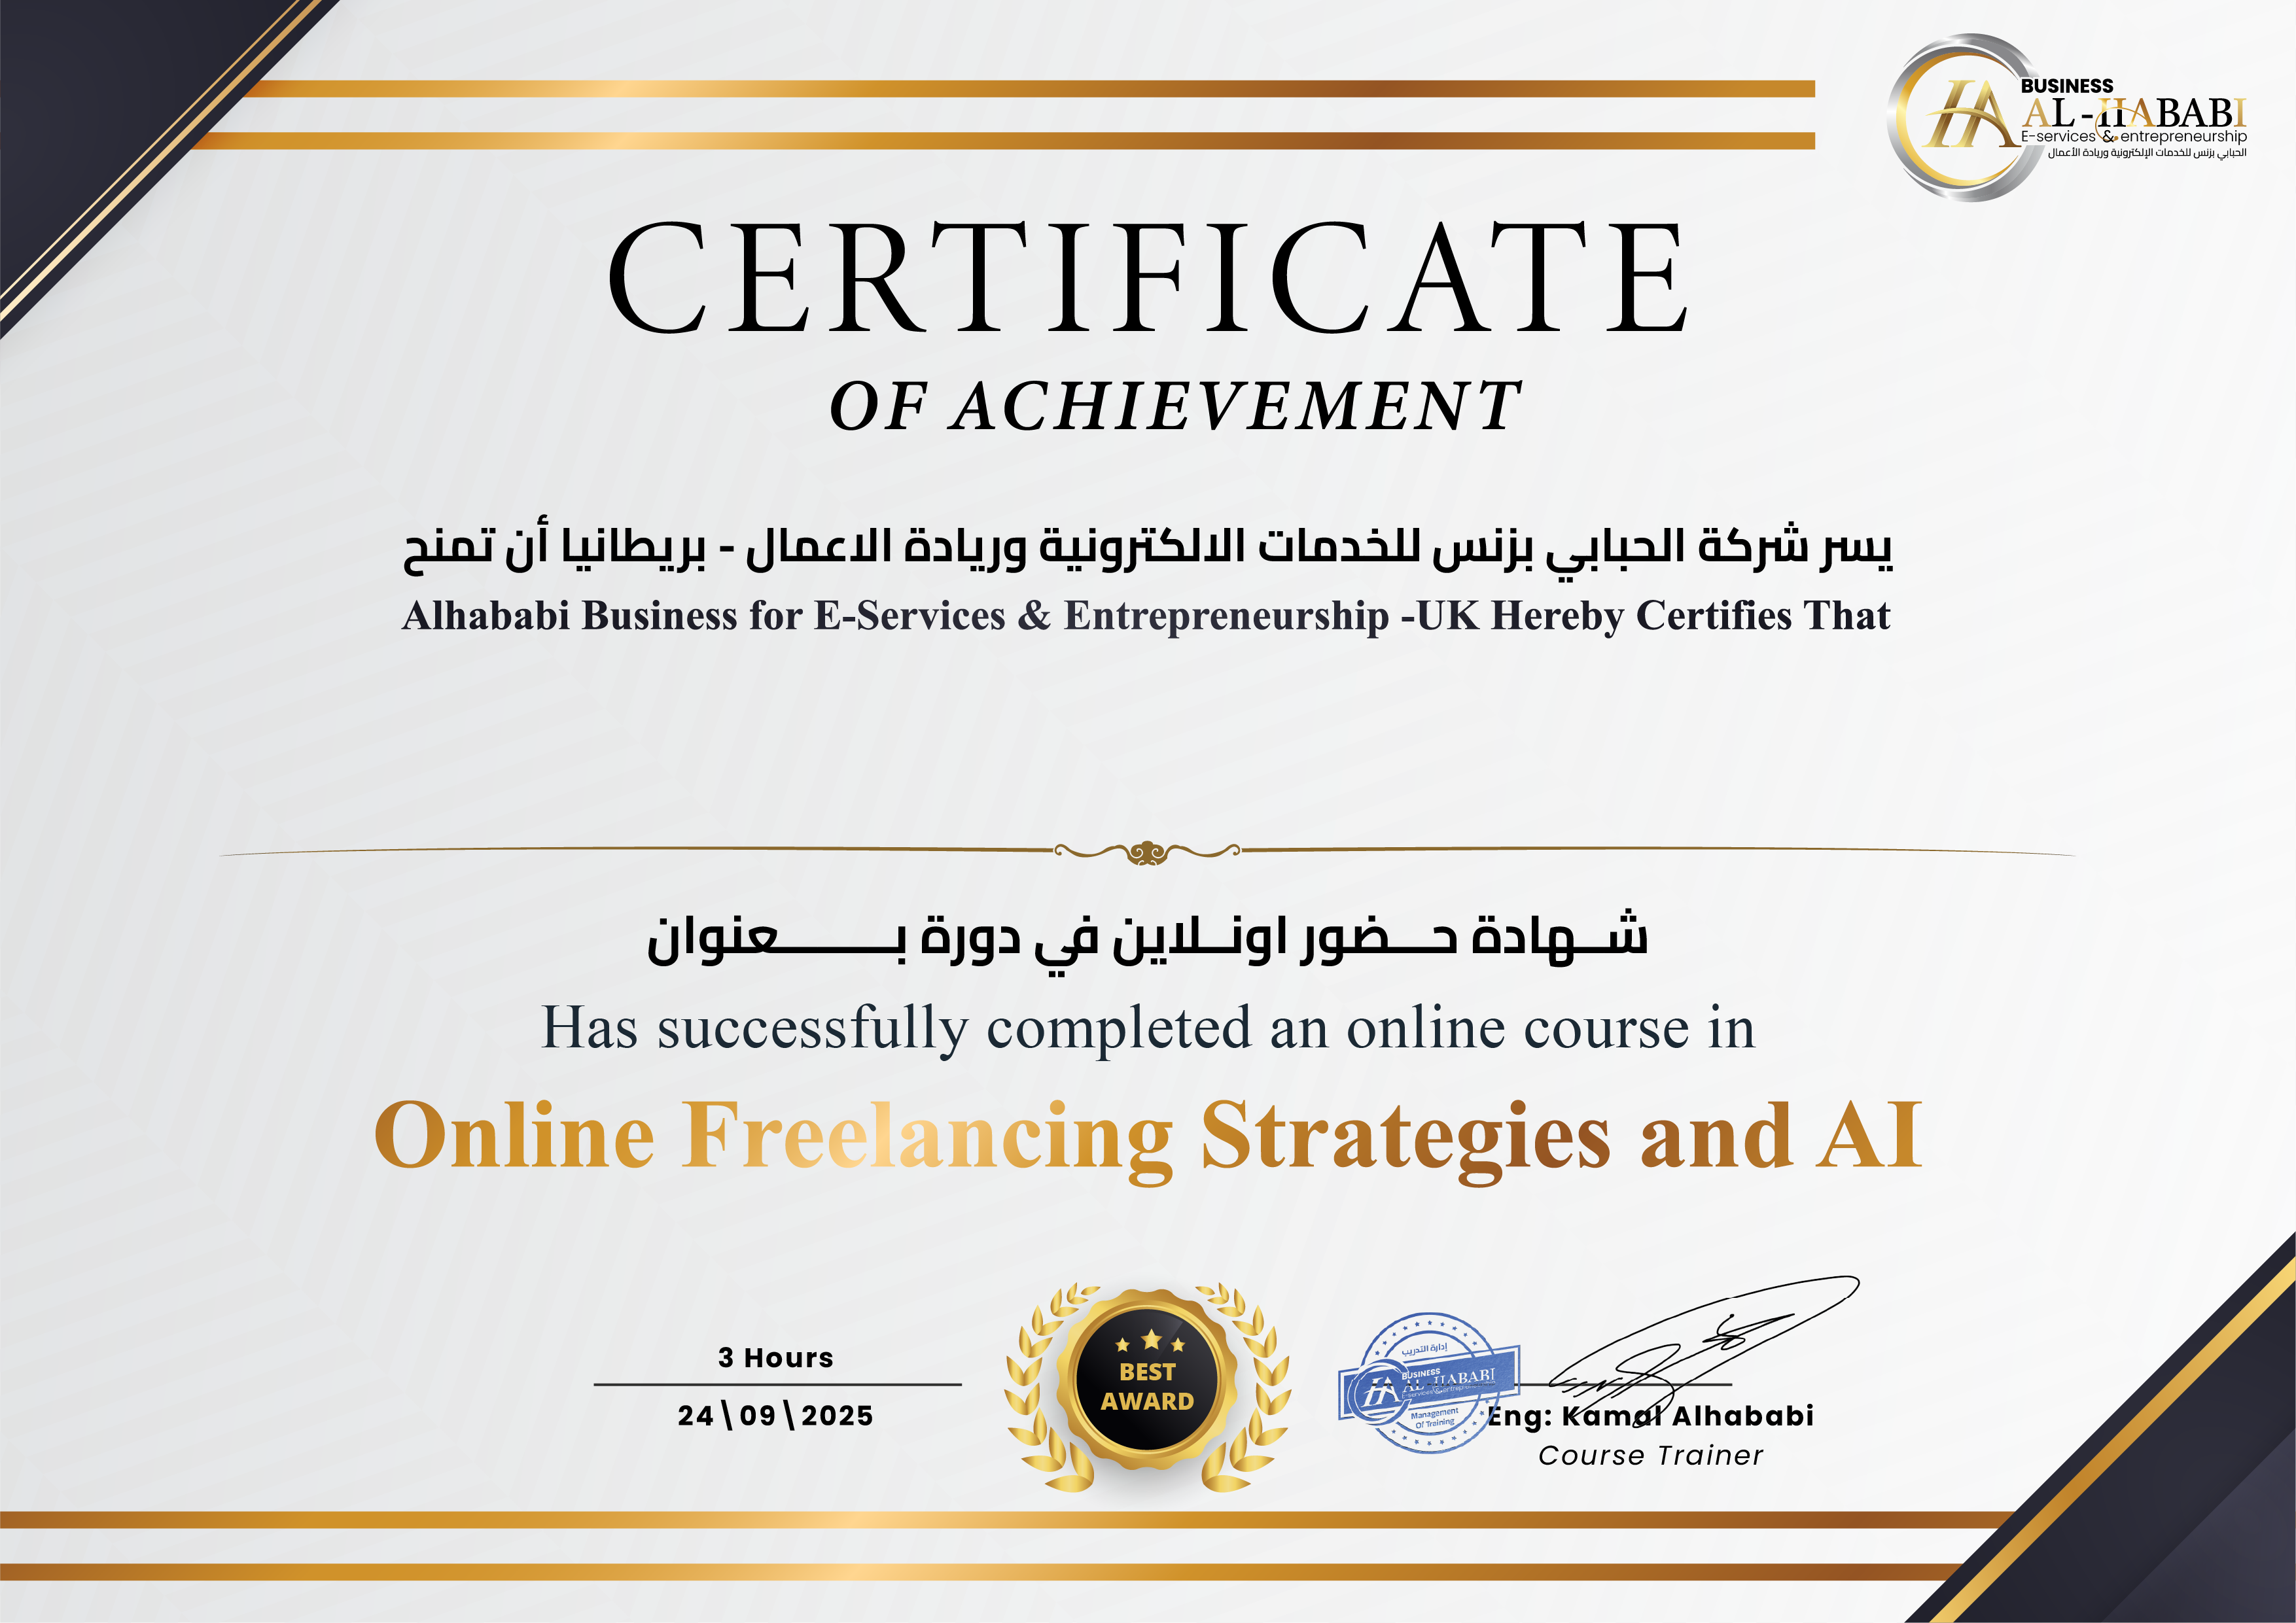 BUSINESS
AL-HABABI
E-services & entrepreneurship
الحبابي بزنس للخدمات الإلكترونية وريادة الأعمال
CERTIFICATE
OF ACHIEVEMENT
يسر شركة الحبابي بزنس للخدمات الالكترونية وريادة الاعمال - بريطانيا أن تمنح
Alhababi Business for E-Services & Entrepreneurship -UK Hereby Certifies That
شـهادة حـضور اونـلاين في دورة بـــــعنوان
Has successfully completed an online course in
Online Freelancing Strategies and AI
3 Hours
24\09\2025
BEST
AWARD
إدارة التدريب
BUSINESS
AL-HABABI
E-services & entrepreneurship
Management
Of Training
Eng: Kamal Alhababi
Course Trainer